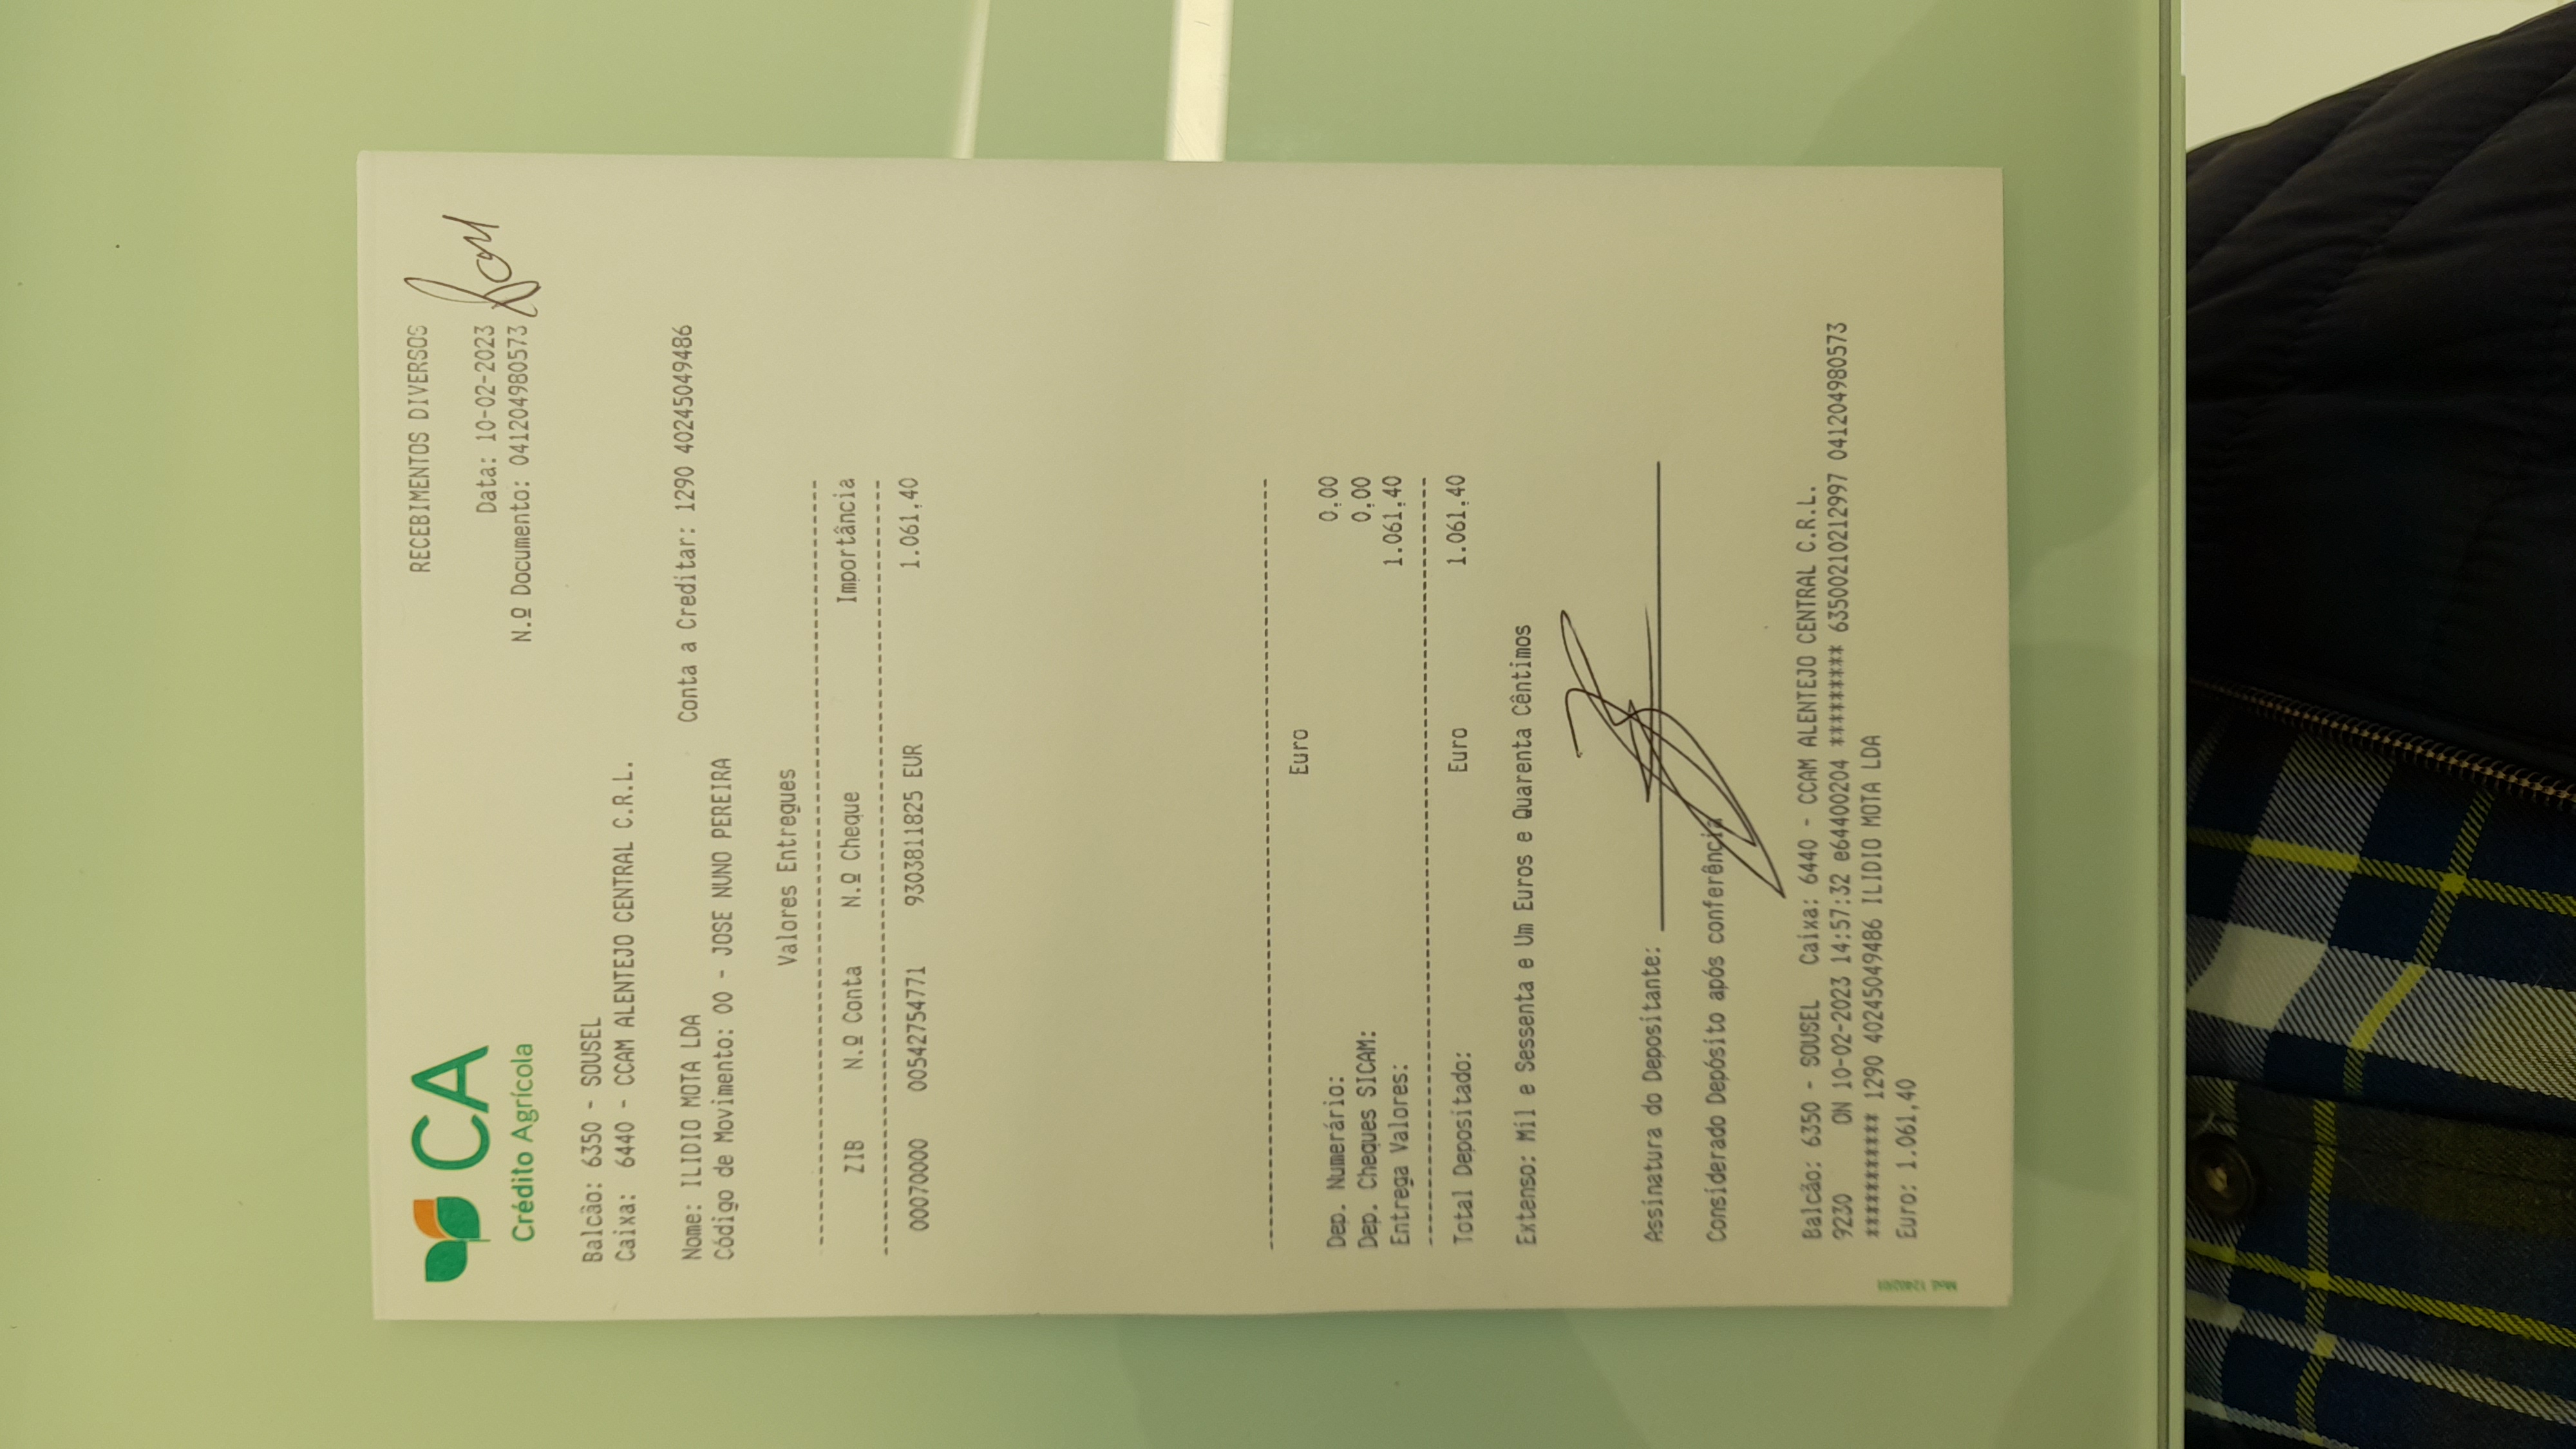 CA
Crédito Agrícola
RECEBIMENTOS DIVERSOS
Data: 10-02-2023
N.º Documento: 041204980573
Balcão: 6350 - SOUSEL
Caixa: 6440 - CCAM ALENTEJO CENTRAL C.R.L.
Nome: ILIDIO MOTA LDA Conta a Creditar: 1290 40245049486
Código de Movimento: 00 - JOSE NUNO PEREIRA
Valores Entregues
ZIB N.º Conta N.º Cheque Importância
00070000 00542754771 9303811825 EUR 1.061,40
Euro
Dep. Numerário: 0,00
Dep. Cheques SICAM: 0,00
Entrega Valores: 1.061,40
Total Depositado: Euro 1.061,40
Extenso: Mil e Sessenta e Um Euros e Quarenta Cêntimos
Assinatura do Depositante:
Considerado Depósito após conferência
Balcão: 6350 - SOUSEL Caixa: 6440 - CCAM ALENTEJO CENTRAL C.R.L.
9230 ON 10-02-2023 14:57:32 e64400204 ********* 6350021021​2997 041204980573
*********** 1290 40245049486 ILIDIO MOTA LDA
Euro: 1.061,40